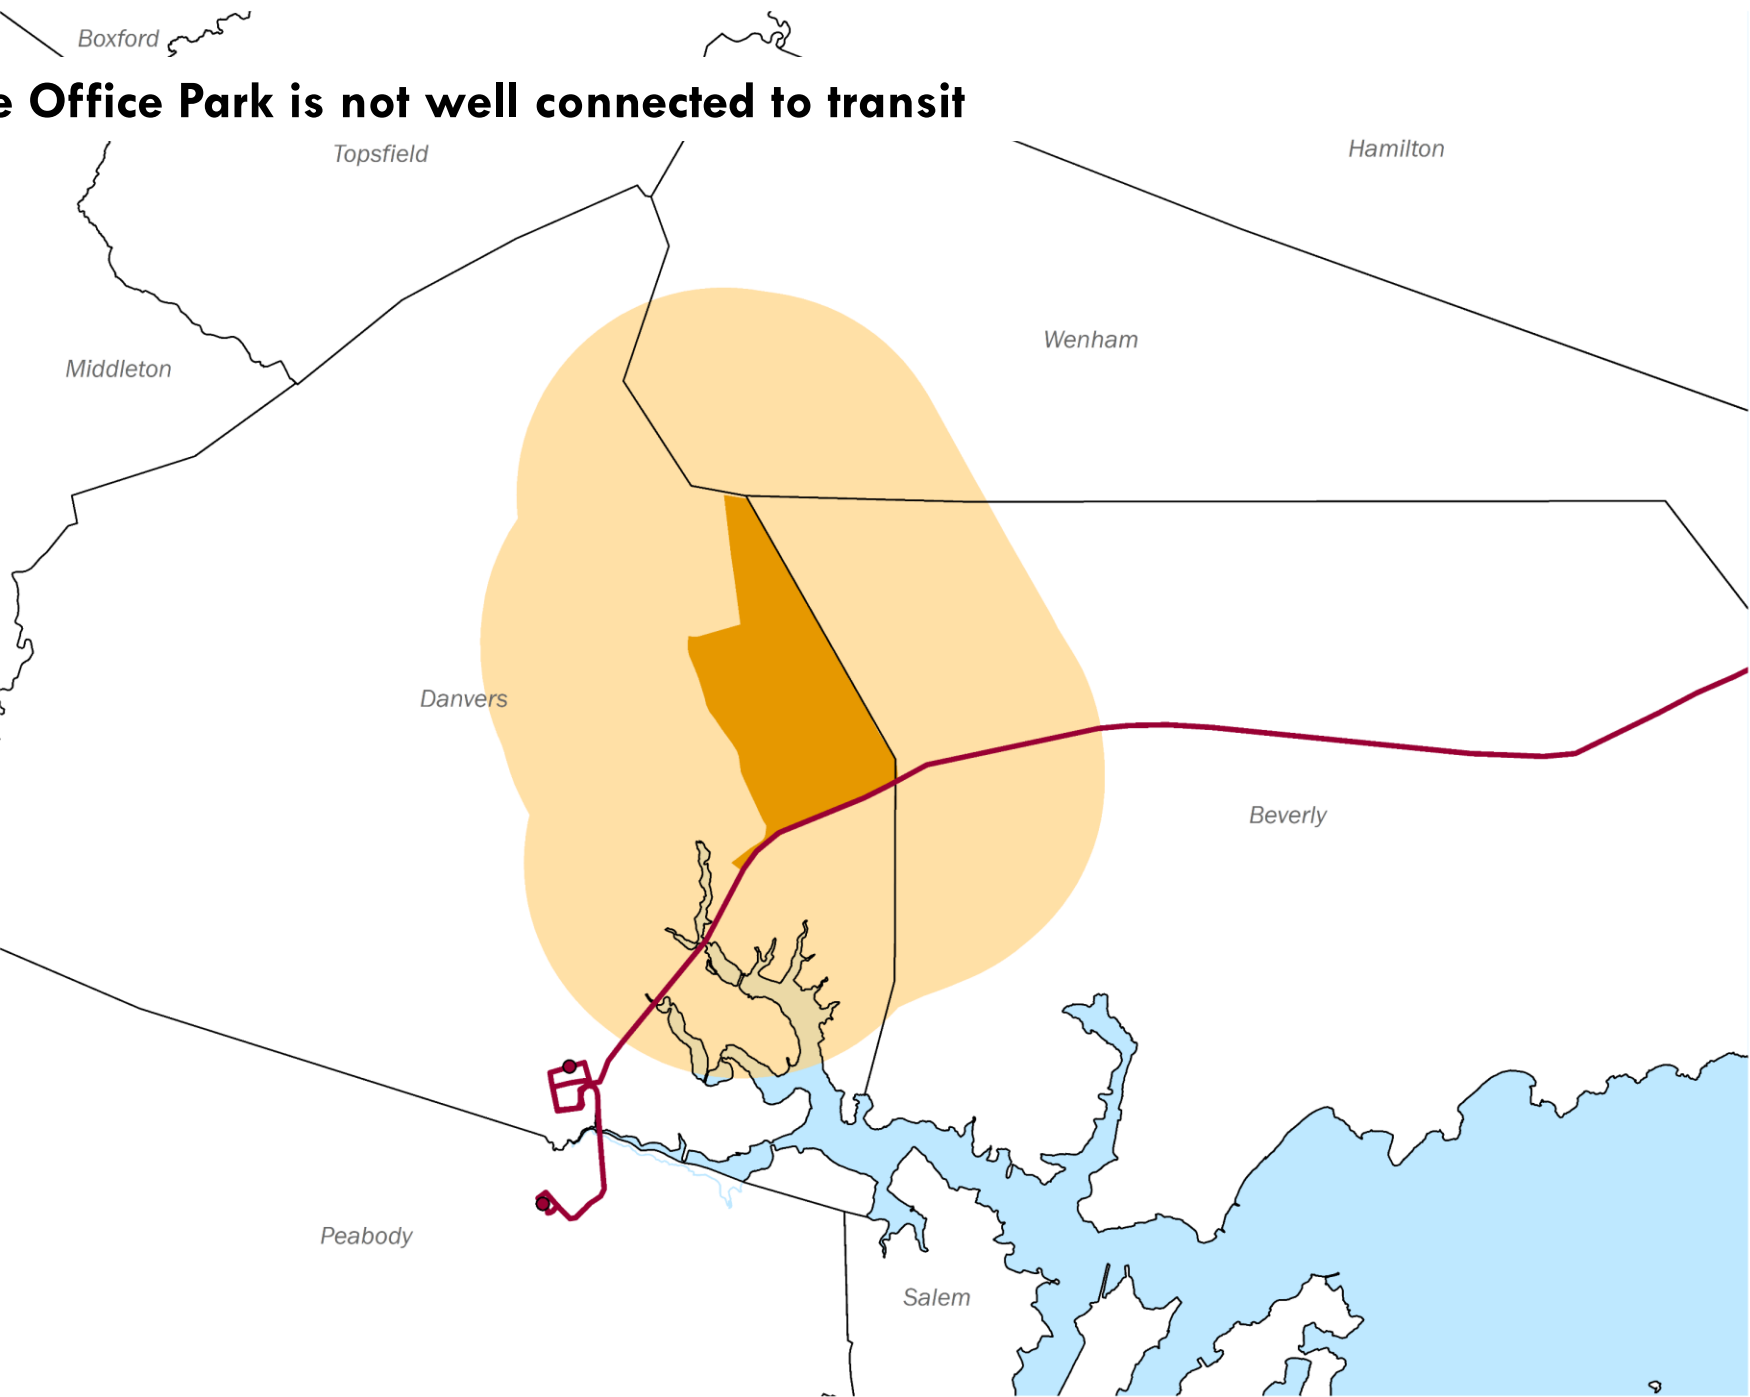 Boxford
e Office Park is not well connected to transit
Topsfield
Hamilton
Wenham
Middleton
Danvers
Beverly
Peabody
Salem